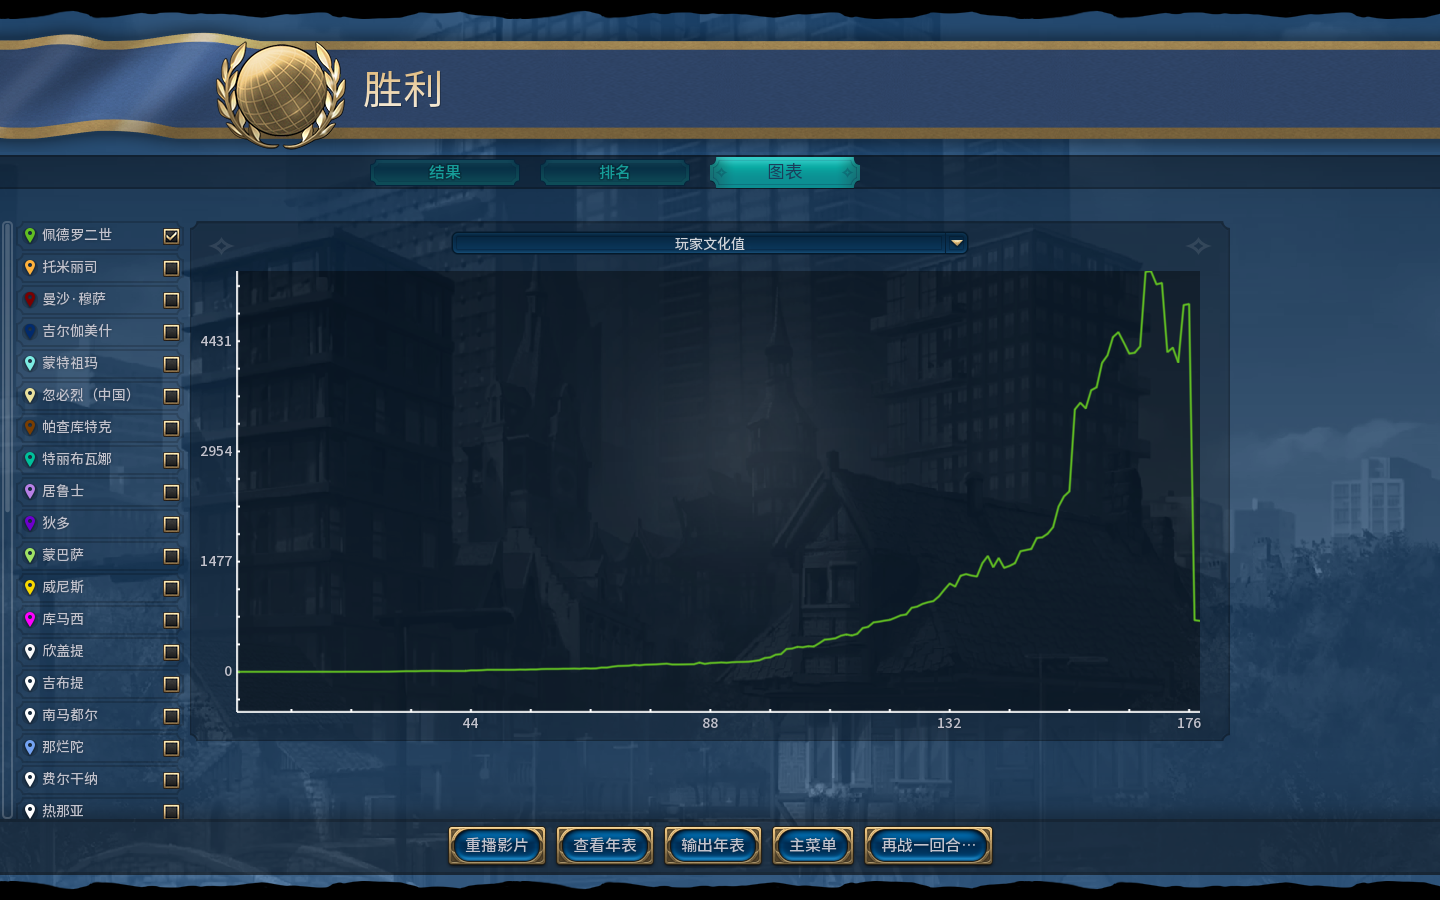 胜利
结果
排名
图表
佩德罗二世
托米丽司
曼沙·穆萨
吉尔伽美什
蒙特祖玛
忽必烈（中国）
帕查库特克
特丽布瓦娜
居鲁士
狄多
蒙巴萨
威尼斯
库马西
欣盖提
吉布提
南马都尔
那烂陀
费尔干纳
热那亚
玩家文化值
4431
2954
1477
0
44
88
132
176
重播影片
查看年表
输出年表
主菜单
再战一回合…